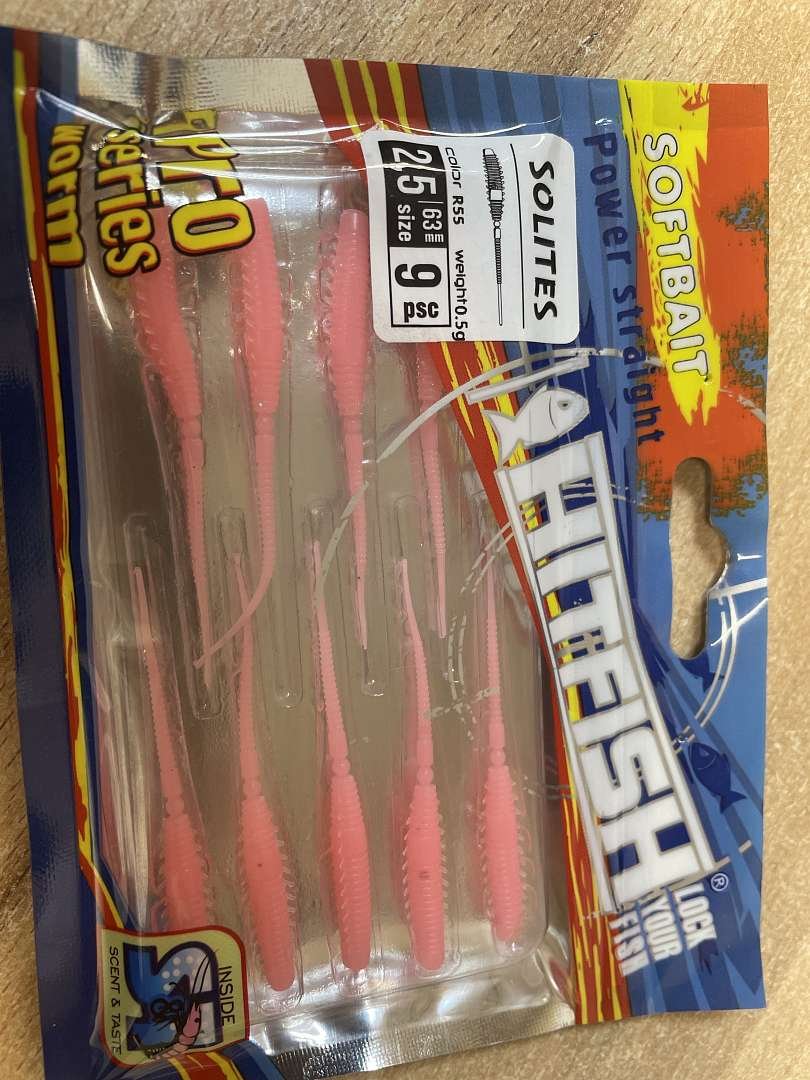 SOFTBAIT
Power straight
HITFISH®
LOCK
YOUR
FISH
SOLITES
color R55 weight0.5g
2,5 63mm 9
size psc
Pro
series
worm
INSIDE
SCENT & TASTE